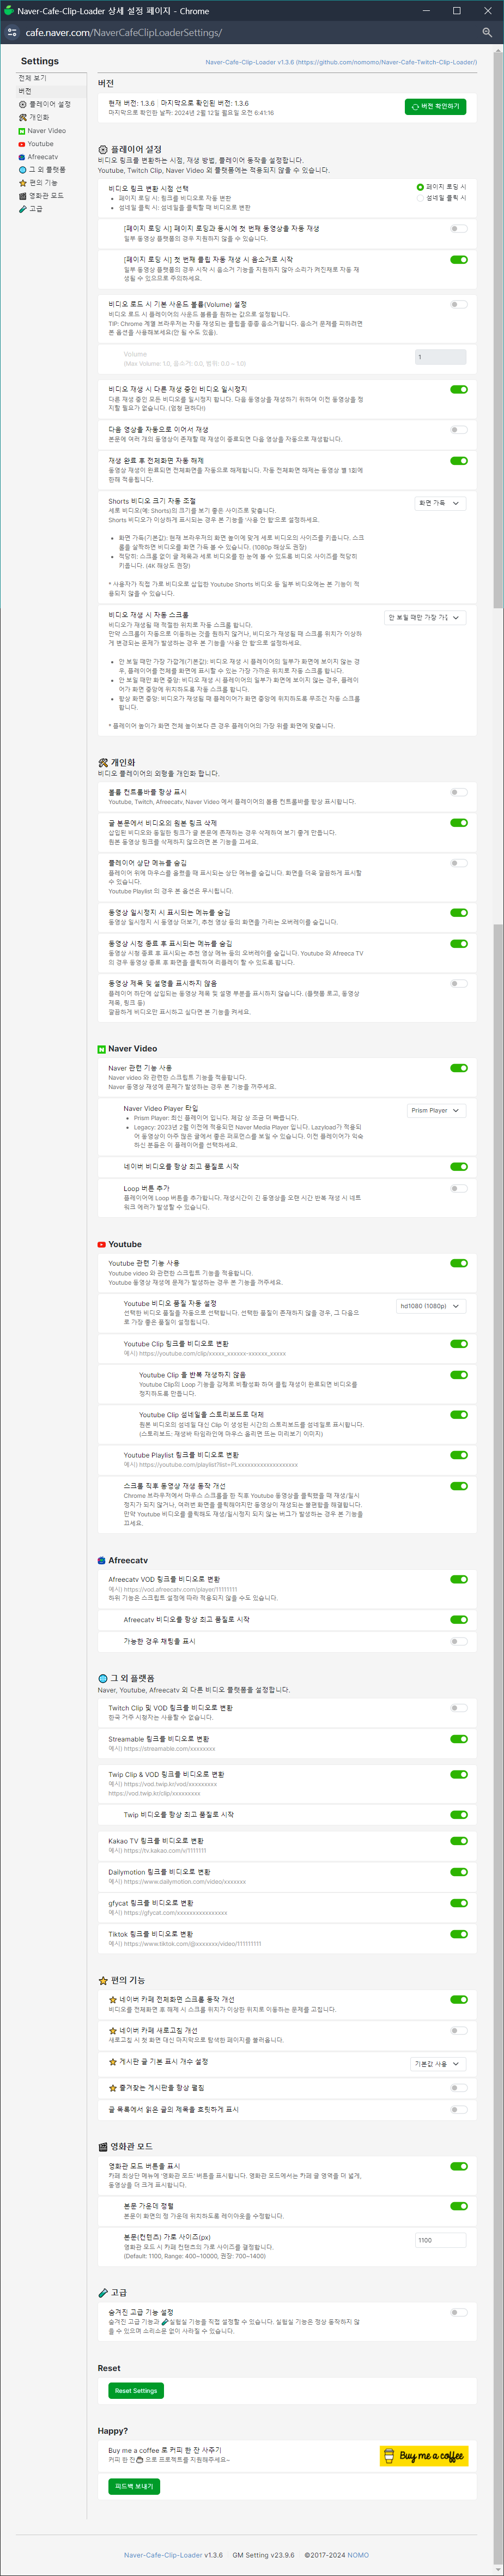 Naver-Cafe-Clip-Loader 상세 설정 페이지 - Chrome
cafe.naver.com/NaverCafeClipLoaderSettings/
Settings
Naver-Cafe-Clip-Loader v1.3.6 (https://github.com/nomomo/Naver-Cafe-Twitch-Clip-Loader/)
전체 보기
버전
플레이어 설정
개인화
Naver Video
Youtube
Afreecatv
그 외 플랫폼
편의 기능
영화관 모드
고급
버전
현재 버전: 1.3.6 마지막으로 확인된 버전: 1.3.6
마지막으로 확인한 날짜: 2024년 2월 12일 월요일 오전 6:41:16
버전 확인하기
플레이어 설정
비디오 링크를 변환하는 시점, 재생 방법, 플레이어 동작을 설정합니다.
Youtube, Twitch Clip, Naver Video 외 플랫폼에는 적용되지 않을 수 있습니다.
비디오 링크 변환 시점 선택
• 페이지 로딩 시: 링크를 비디오로 자동 변환
• 섬네일 클릭 시: 섬네일을 클릭할 때 비디오로 변환
페이지 로딩 시
섬네일 클릭 시
[페이지 로딩 시] 페이지 로딩과 동시에 첫 번째 동영상을 자동 재생
일부 동영상 플랫폼의 경우 지원하지 않을 수 있습니다.
[페이지 로딩 시] 첫 번째 클립 자동 재생 시 음소거로 시작
일부 동영상 플랫폼의 경우 시작 시 음소거 기능을 지원하지 않아 소리가 켜진채로 자동 재
생될 수 있으므로 주의하세요.
비디오 로드 시 기본 사운드 볼륨(Volume) 설정
비디오 로드 시 플레이어의 사운드 볼륨을 원하는 값으로 설정합니다.
TIP: Chrome 계열 브라우저는 자동 재생되는 클립을 종종 음소거합니다. 음소거 문제를 피하려면
본 옵션을 사용해보세요(안 될 수도 있음).
Volume
(Max Volume: 1.0, 음소거: 0.0, 범위: 0.0 ~ 1.0)
1
비디오 재생 시 다른 재생 중인 비디오 일시정지
다른 재생 중인 모든 비디오를 일시정지 합니다. 다음 동영상을 재생하기 위하여 이전 동영상을 정
지할 필요가 없습니다. (엄청 편하다!)
다음 영상을 자동으로 이어서 재생
본문에 여러 개의 동영상이 존재할 때 재생이 종료되면 다음 영상을 자동으로 재생합니다.
재생 완료 후 전체화면 자동 해제
동영상 재생이 완료되면 전체화면을 자동으로 해제합니다. 자동 전체화면 해제는 동영상 별 1회에
한해 적용됩니다.
Shorts 비디오 크기 자동 조절
세로 비디오(예: Shorts)의 크기를 보기 좋은 사이즈로 맞춥니다.
Shorts 비디오가 이상하게 표시되는 경우 본 기능을 '사용 안 함'으로 설정하세요.
• 화면 가득(기본값): 현재 브라우저의 화면 높이에 맞게 세로 비디오의 사이즈를 키웁니다. 스크
롤을 살짝하면 비디오를 화면 가득 볼 수 있습니다. (1080p 해상도 권장)
• 적당히: 스크롤 없이 글 제목과 세로 비디오를 한 눈에 볼 수 있도록 비디오 사이즈를 적당히
키웁니다. (4K 해상도 권장)
* 사용자가 직접 가로 비디오로 삽입한 Youtube Shorts 비디오 등 일부 비디오에는 본 기능이 적
용되지 않을 수 있습니다.
화면 가득
비디오 재생 시 자동 스크롤
비디오가 재생될 때 적절한 위치로 자동 스크롤 합니다.
만약 스크롤이 자동으로 이동하는 것을 원하지 않거나, 비디오가 재생될 때 스크롤 위치가 이상하
게 변경되는 문제가 발생하는 경우 본 기능을 '사용 안 함'으로 설정하세요.
• 안 보일 때만 가장 가깝게(기본값): 비디오 재생 시 플레이어의 일부가 화면에 보이지 않는 경
우, 플레이어를 전체를 화면에 표시할 수 있는 가장 가까운 위치로 자동 스크롤 합니다.
• 안 보일 때만 화면 중앙: 비디오 재생 시 플레이어의 일부가 화면에 보이지 않는 경우, 플레이
어가 화면 중앙에 위치하도록 자동 스크롤 합니다.
• 항상 화면 중앙: 비디오가 재생될 때 플레이어가 화면 중앙에 위치하도록 무조건 자동 스크롤
합니다.
* 플레이어 높이가 화면 전체 높이보다 큰 경우 플레이어의 가장 위를 화면에 맞춥니다.
안 보일 때만 가장 가깝
개인화
비디오 플레이어의 외형을 개인화 합니다.
볼륨 컨트롤바를 항상 표시
Youtube, Twitch, Afreecatv, Naver Video 에서 플레이어의 볼륨 컨트롤바를 항상 표시합니다.
글 본문에서 비디오의 원본 링크 삭제
삽입된 비디오와 동일한 링크가 글 본문에 존재하는 경우 삭제하여 보기 좋게 만듭니다.
원본 동영상 링크를 삭제하지 않으려면 본 기능을 끄세요.
플레이어 상단 메뉴를 숨김
플레이어 위에 마우스를 올렸을 때 표시되는 상단 메뉴를 숨깁니다. 화면을 더욱 깔끔하게 표시할
수 있습니다.
Youtube Playlist 의 경우 본 옵션은 무시됩니다.
동영상 일시정지 시 표시되는 메뉴를 숨김
동영상 일시정지 시 동영상 더보기, 추천 영상 등의 화면을 가리는 오버레이를 숨깁니다.
동영상 시청 종료 후 표시되는 메뉴를 숨김
동영상 시청 종료 후 표시되는 추천 영상 메뉴 등의 오버레이를 숨깁니다. Youtube 와 Afreeca TV
의 경우 동영상 종료 후 화면을 클릭하여 리플레이 할 수 있도록 합니다.
동영상 제목 및 설명을 표시하지 않음
플레이어 하단에 삽입되는 동영상 제목 및 설명 부분을 표시하지 않습니다. (플랫폼 로고, 동영상
제목, 링크 등)
깔끔하게 비디오만 표시하고 싶다면 본 기능을 켜세요.
Naver Video
Naver 관련 기능 사용
Naver video 와 관련한 스크립트 기능을 적용합니다.
Naver 동영상 재생에 문제가 발생하는 경우 본 기능을 꺼주세요.
Naver Video Player 타입
• Prism Player: 최신 플레이어 입니다. 체감 상 조금 더 빠릅니다.
• Legacy: 2023년 2월 이전에 적용되던 Naver Media Player 입니다. Lazyload가 적용되
어 동영상이 아주 많은 글에서 좋은 퍼포먼스를 보일 수 있습니다. 이전 플레이어가 익숙하
신 분들은 이 플레이어를 선택하세요.
Prism Player
네이버 비디오를 항상 최고 품질로 시작
Loop 버튼 추가
플레이어에 Loop 버튼을 추가합니다. 재생시간이 긴 동영상을 오랜 시간 반복 재생 시 네트
워크 에러가 발생할 수 있습니다.
Youtube
Youtube 관련 기능 사용
Youtube video 와 관련한 스크립트 기능을 적용합니다.
Youtube 동영상 재생에 문제가 발생하는 경우 본 기능을 꺼주세요.
Youtube 비디오 품질 자동 설정
선택한 비디오 품질을 자동으로 선택합니다. 선택한 품질이 존재하지 않을 경우, 그 다음으
로 가장 좋은 품질이 설정됩니다.
hd1080 (1080p)
Youtube Clip 링크를 비디오로 변환
예시) https://youtube.com/clip/xxxxx_xxxxxx-xxxxxx_xxxxx
Youtube Clip 을 반복 재생하지 않음
Youtube Clip의 Loop 기능을 강제로 비활성화 하여 클립 재생이 완료되면 비디오를
정지하도록 만듭니다.
Youtube Clip 섬네일을 스토리보드로 대체
원본 비디오의 섬네일 대신 Clip 이 생성된 시간의 스토리보드를 섬네일로 표시합니다.
(스토리보드: 재생바 타임라인에 마우스 올리면 뜨는 미리보기 이미지)
Youtube Playlist 링크를 비디오로 변환
예시) https://youtube.com/playlist?list=PLxxxxxxxxxxxxxxxxxxx
스크롤 직후 동영상 재생 동작 개선
Chrome 브라우저에서 마우스 스크롤을 한 직후 Youtube 동영상을 클릭했을 때 재생/일시
정지가 되지 않거나, 여러번 화면을 클릭해야지만 동영상이 재생되는 불편함을 해결합니다.
만약 Youtube 비디오를 클릭해도 재생/일시정지 되지 않는 버그가 발생하는 경우 본 기능을
끄세요.
Afreecatv
Afreecatv VOD 링크를 비디오로 변환
예시) https://vod.afreecatv.com/player/11111111
하위 기능은 스크립트 설정에 따라 적용되지 않을 수도 있습니다.
Afreecatv 비디오를 항상 최고 품질로 시작
가능한 경우 채팅을 표시
그 외 플랫폼
Naver, Youtube, Afreecatv 외 다른 비디오 플랫폼을 설정합니다.
Twitch Clip 및 VOD 링크를 비디오로 변환
한국 거주 시청자는 사용할 수 없습니다.
Streamable 링크를 비디오로 변환
예시) https://streamable.com/xxxxxxxx
Twip Clip & VOD 링크를 비디오로 변환
예시) https://vod.twip.kr/vod/xxxxxxxxx
https://vod.twip.kr/clip/xxxxxxxxx
Twip 비디오를 항상 최고 품질로 시작
Kakao TV 링크를 비디오로 변환
예시) https://tv.kakao.com/v/1111111
Dailymotion 링크를 비디오로 변환
예시) https://www.dailymotion.com/video/xxxxxxx
gfycat 링크를 비디오로 변환
예시) https://gfycat.com/xxxxxxxxxxxxxxxx
Tiktok 링크를 비디오로 변환
예시) https://www.tiktok.com/@xxxxxxx/video/111111111
편의 기능
네이버 카페 전체화면 스크롤 동작 개선
비디오를 전체화면 후 해제 시 스크롤 위치가 이상한 위치로 이동하는 문제를 고칩니다.
네이버 카페 새로고침 개선
새로고침 시 첫 화면 대신 마지막으로 탐색한 페이지를 불러옵니다.
게시판 글 기본 표시 개수 설정
기본값 사용
즐겨찾는 게시판을 항상 펼침
글 목록에서 읽은 글의 제목을 흐릿하게 표시
영화관 모드
영화관 모드 버튼을 표시
카페 최상단 메뉴에 '영화관 모드' 버튼을 표시합니다. 영화관 모드에서는 카페 글 영역을 더 넓게,
동영상을 더 크게 표시합니다.
본문 가운데 정렬
본문이 화면의 정 가운데 위치하도록 레이아웃을 수정합니다.
본문(컨텐츠) 가로 사이즈(px)
영화관 모드 시 카페 컨텐츠의 가로 사이즈를 결정합니다.
(Default: 1100, Range: 400~10000, 권장: 700~1400)
1100
고급
숨겨진 고급 기능 설정
숨겨진 고급 기능과 실험실 기능을 직접 설정할 수 있습니다. 실험실 기능은 정상 동작하지 않
을 수 있으며 소리소문 없이 사라질 수 있습니다.
Reset
Reset Settings
Happy?
Buy me a coffee 로 커피 한 잔 사주기
커피 한 잔 으로 프로젝트를 지원해주세요~
Buy me a coffee
피드백 보내기
Naver-Cafe-Clip-Loader v1.3.6 GM Setting v23.9.6 ©2017-2024 NOMO